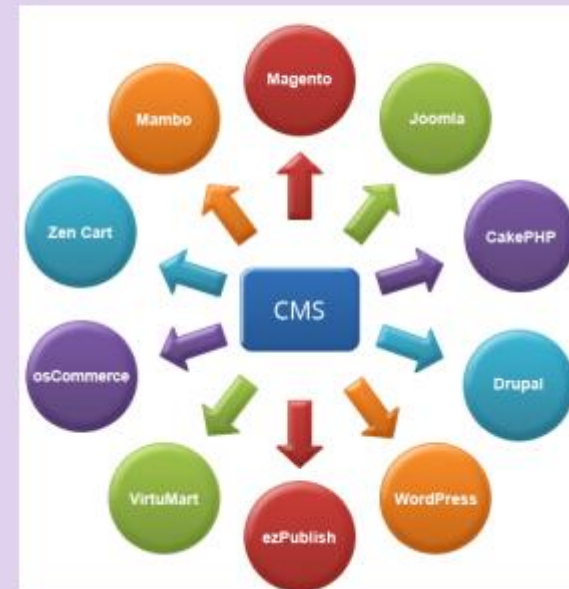 Magento
Mambo
Joomla
Zen Cart
CakePHP
CMS
osCommerce
Drupal
VirtuMart
WordPress
ezPublish